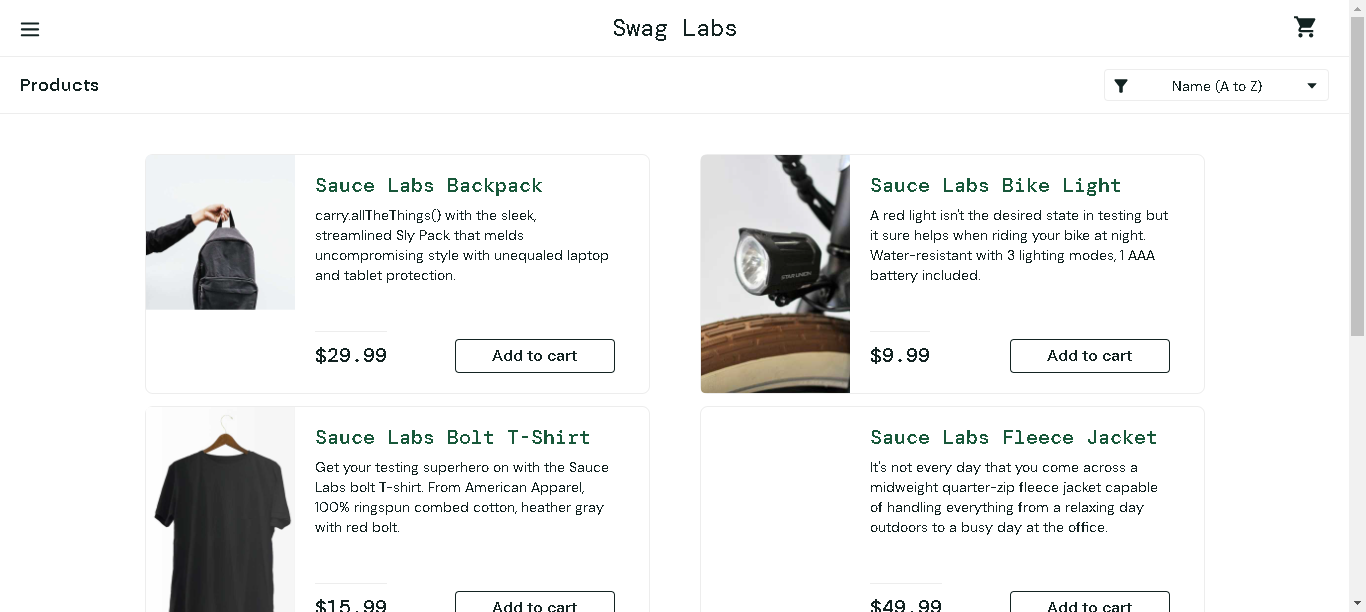 Swag Labs
Products
Name (A to Z)
Sauce Labs Backpack
carry.allTheThings() with the sleek,
streamlined Sly Pack that melds
uncompromising style with unequaled laptop
and tablet protection.
$29.99
Add to cart
Sauce Labs Bike Light
A red light isn't the desired state in testing but
it sure helps when riding your bike at night.
Water-resistant with 3 lighting modes, 1 AAA
battery included.
$9.99
Add to cart
STAR UNION
Sauce Labs Bolt T-Shirt
Get your testing superhero on with the Sauce
Labs bolt T-shirt. From American Apparel,
100% ringspun combed cotton, heather gray
with red bolt.
$15.99
Add to cart
Sauce Labs Fleece Jacket
It's not every day that you come across a
midweight quarter-zip fleece jacket capable
of handling everything from a relaxing day
outdoors to a busy day at the office.
$49.99
Add to cart